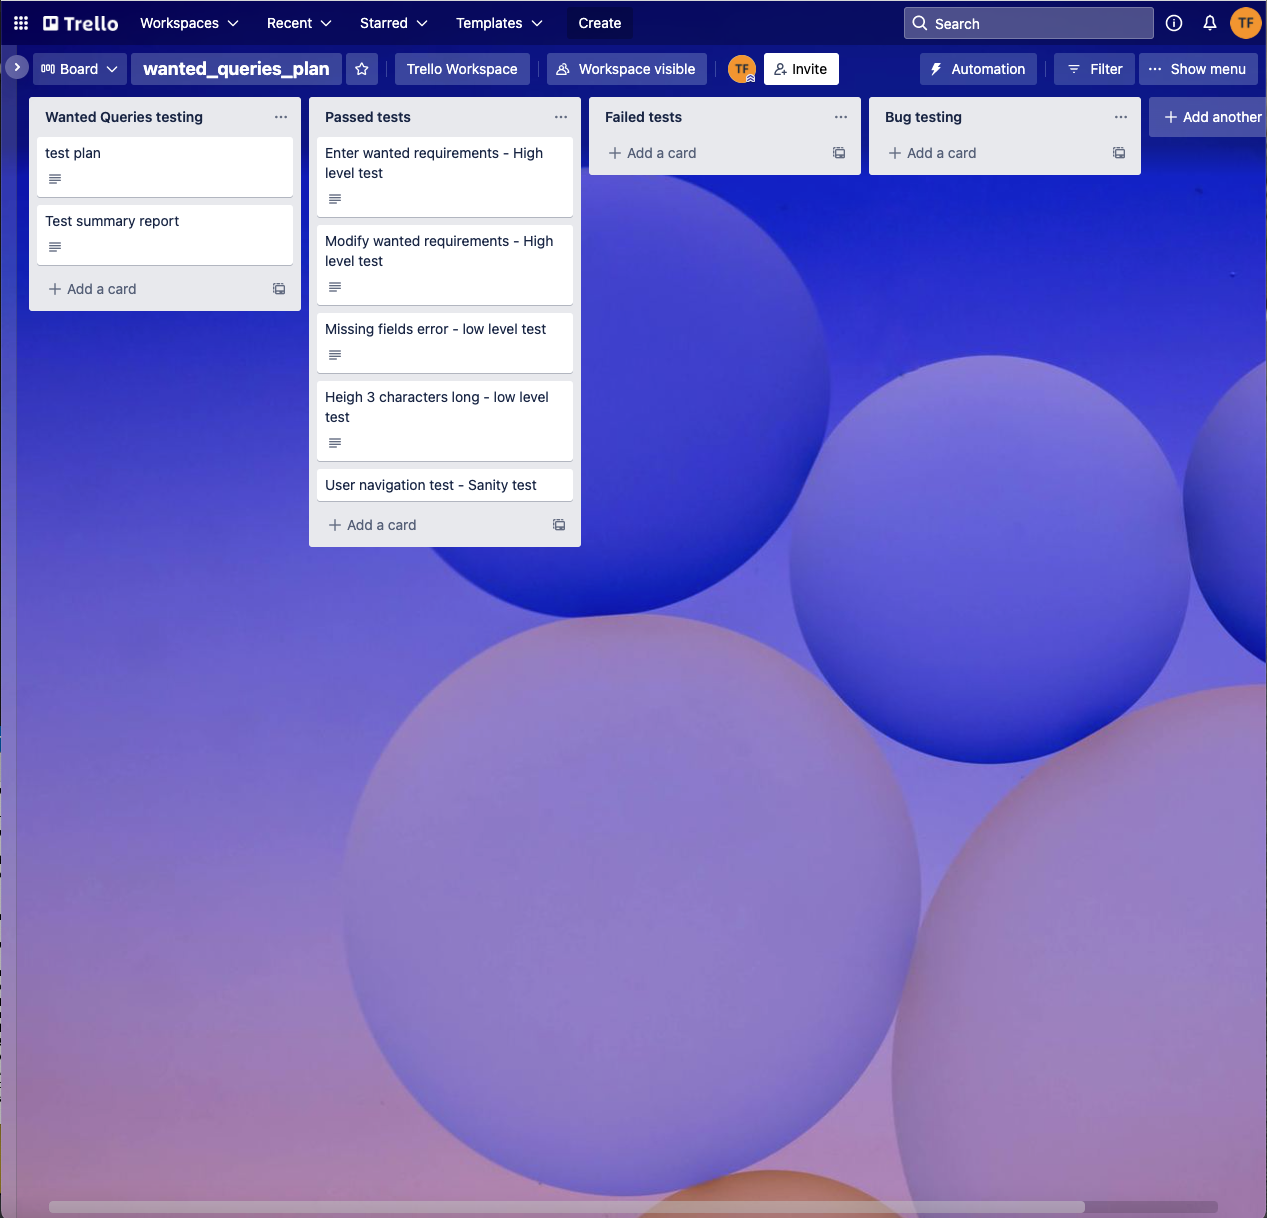 Trello Workspaces Recent Starred Templates Create Search TF
Board wanted_queries_plan Trello Workspace Workspace visible TF Invite Automation Filter Show menu
Wanted Queries testing
test plan
Test summary report
Add a card
Passed tests
Enter wanted requirements - High
level test
Modify wanted requirements - High
level test
Missing fields error - low level test
Heigh 3 characters long - low level
test
User navigation test - Sanity test
Add a card
Failed tests
Add a card
Bug testing
Add a card
Add another